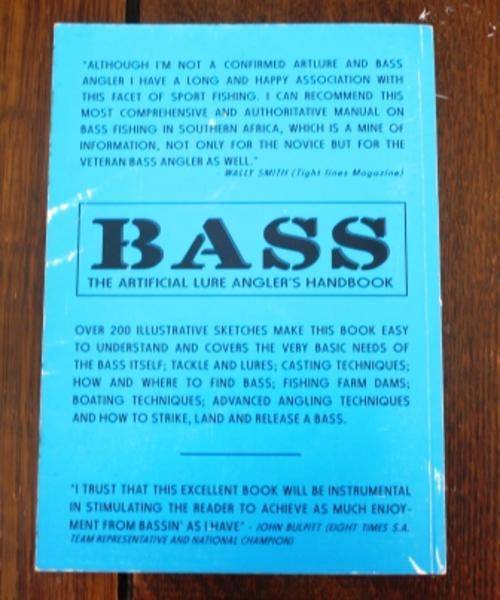 "ALTHOUGH I'M NOT A CONFIRMED ARTLURE AND BASS
ANGLER I HAVE A LONG AND HAPPY ASSOCIATION WITH
THIS FACET OF SPORT FISHING. I CAN RECOMMEND THIS
MOST COMPREHENSIVE AND AUTHORITATIVE MANUAL ON
BASS FISHING IN SOUTHERN AFRICA, WHICH IS A MINE OF
INFORMATION, NOT ONLY FOR THE NOVICE BUT FOR THE
VETERAN BASS ANGLER AS WELL."
- WALLY SMITH (Tight lines Magazine)
BASS
THE ARTIFICIAL LURE ANGLER'S HANDBOOK
OVER 200 ILLUSTRATIVE SKETCHES MAKE THIS BOOK EASY
TO UNDERSTAND AND COVERS THE VERY BASIC NEEDS OF
THE BASS ITSELF; TACKLE AND LURES; CASTING TECHNIQUES;
HOW AND WHERE TO FIND BASS; FISHING FARM DAMS;
BOATING TECHNIQUES; ADVANCED ANGLING TECHNIQUES
AND HOW TO STRIKE, LAND AND RELEASE A BASS.
"I TRUST THAT THIS EXCELLENT BOOK WILL BE INSTRUMENTAL
IN STIMULATING THE READER TO ACHIEVE AS MUCH ENJOY-
MENT FROM BASSIN' AS I HAVE" - JOHN BULPITT (EIGHT TIMES S.A.
TEAM REPRESENTATIVE AND NATIONAL CHAMPION)